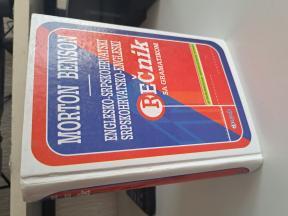 MORTON BENSON
ENGLESKO-SRPSKOHRVATSKI
SRPSKOHRVATSKO-ENGLESKI
REČnik
SA GRAMATIKOM